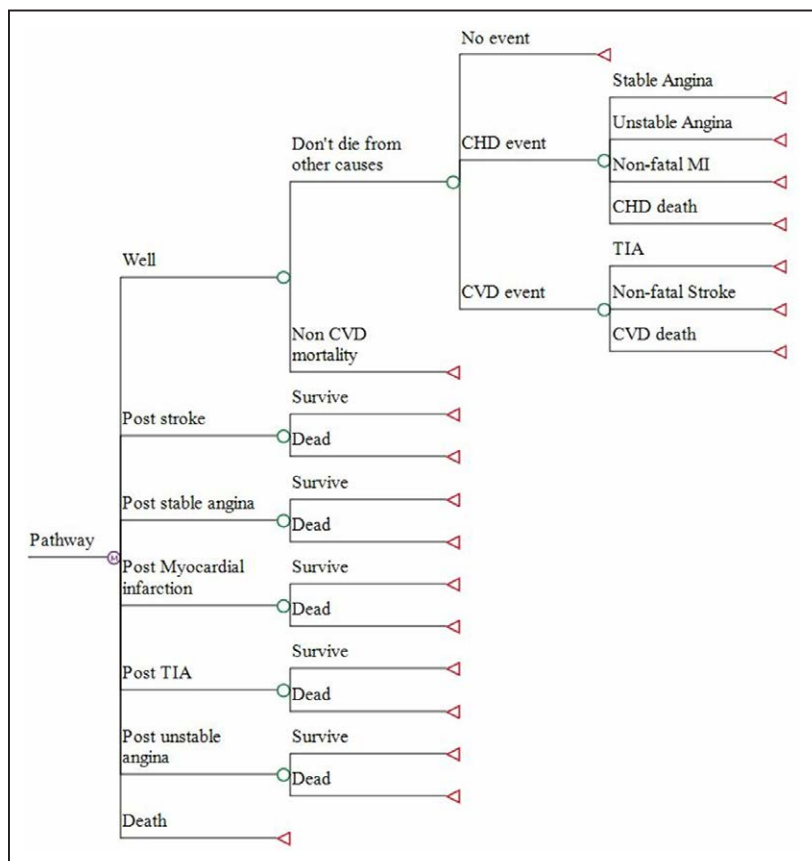 No event
Stable Angina
Unstable Angina
Don't die from
other causes
CHD event
Non-fatal MI
CHD death
TIA
Well
CVD event
Non-fatal Stroke
CVD death
Non CVD
mortality
Survive
Post stroke
Dead
Survive
Post stable angina
Dead
Pathway
M
Post Myocardial
infarction
Survive
Dead
Survive
Post TIA
Dead
Post unstable
angina
Survive
Dead
Death